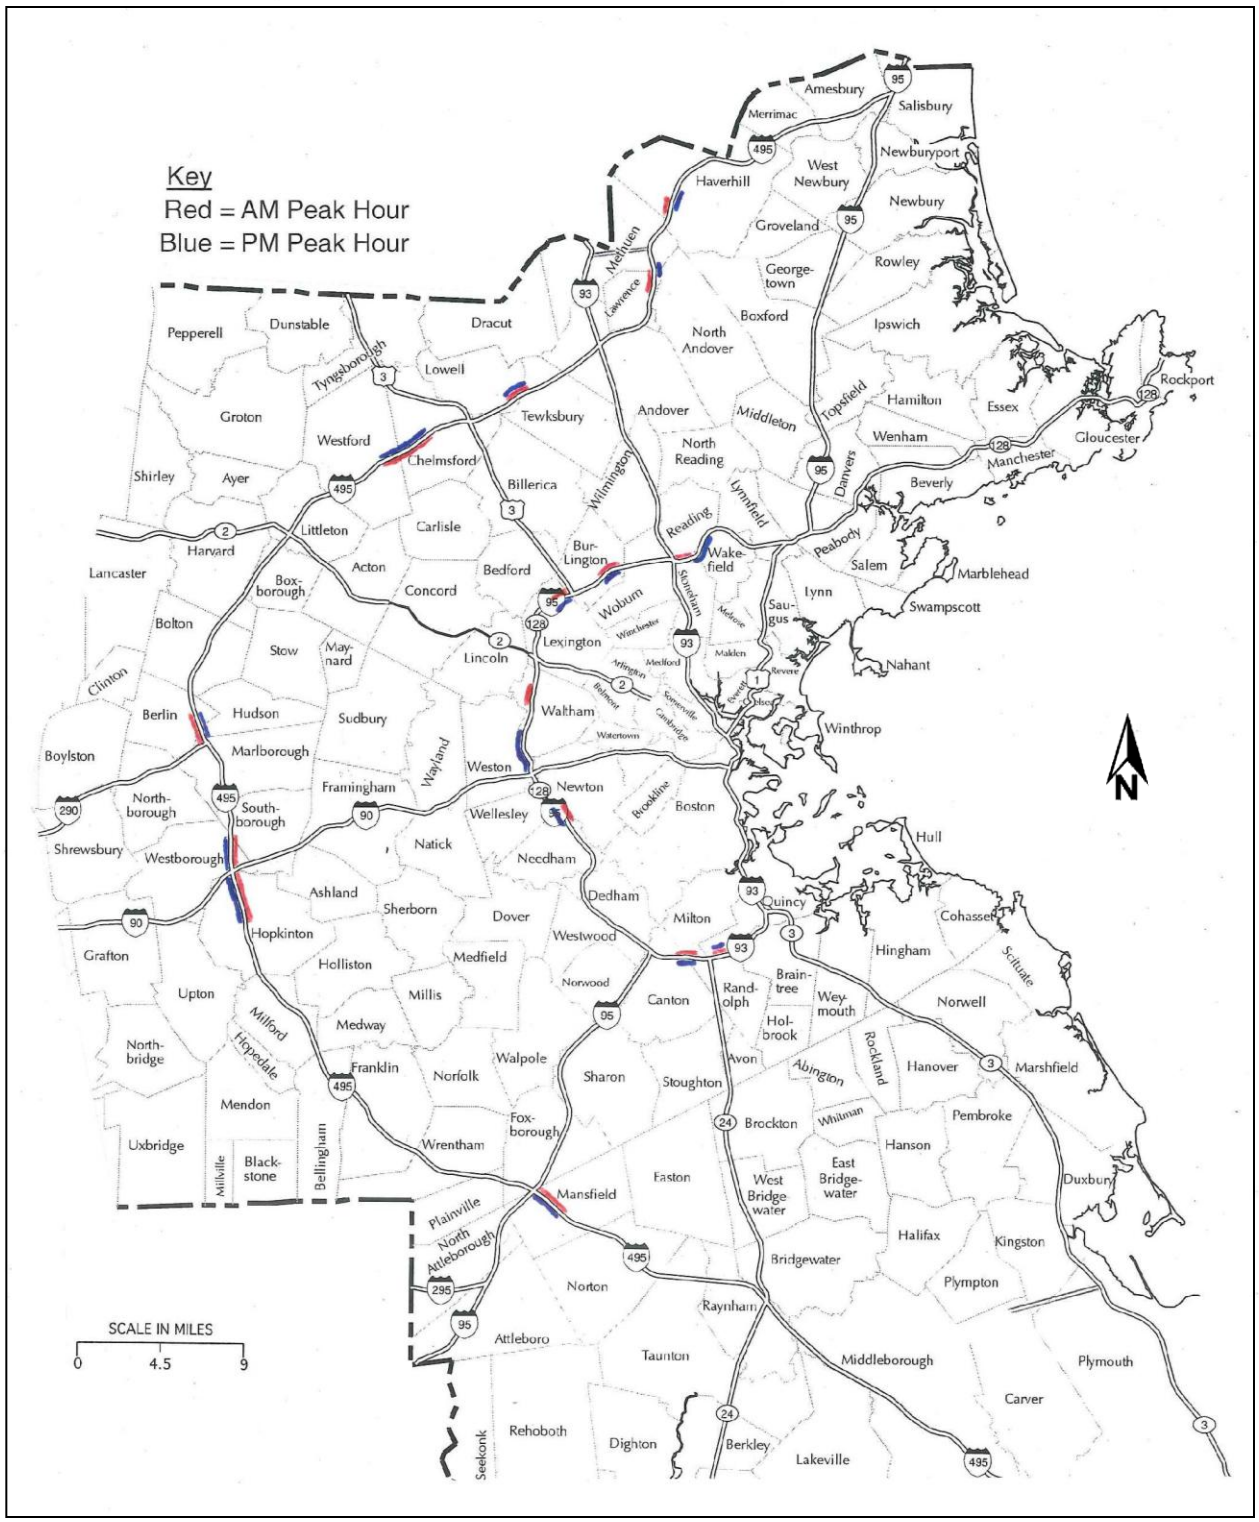 95
Amesbury
Salisbury
Merrimac
495
Newburyport
West
Newbury
Haverhill
Key
Red = AM Peak Hour
Blue = PM Peak Hour
Newbury
95
Groveland
Methuen
Rowley
George-
town
Lawrence
93
Boxford
Ipswich
Pepperell
Dunstable
Dracut
North
Andover
Tyngsborough
3
Lowell
Rockport
128
Topsfield
Hamilton
Essex
Groton
Tewksbury
Andover
Middleton
Gloucester
Westford
Wenham
128
Manchester
North
Reading
Chelmsford
95
Danvers
Shirley
Ayer
495
Billerica
Wilmington
Beverly
Lynnfield
3
Reading
Carlisle
2
Littleton
Harvard
Peabody
Bur-
Lington
Wake-
field
Acton
Bedford
Salem
Lancaster
Box-
borough
Concord
Stoneham
Marblehead
95
Woburn
Lynn
Swampscott
Sau-
gus
Melrose
Bolton
128
Winchester
Lexington
2
93
Stow
May-
nard
Lincoln
Malden
Medford
Arlington
Revere
Nahant
Clinton
2
1
Everett
Belmont
Somerville
Berlin
Hudson
Sudbury
Waltham
Cambridge
Winthrop
Watertown
Boylston
Marlborough
Wayland
Weston
Framingham
Newton
128
N
290
North-
borough
495
South-
borough
90
Wellesley
95
Brookline
Boston
Hull
Shrewsbury
Westborough
Natick
Needham
Ashland
Dedham
93
Quincy
Sherborn
Dover
Milton
Cohasset
90
Hopkinton
Westwood
3
93
Hingham
Grafton
Holliston
Medfield
Scituate
Norwood
Brain-
tree
Upton
Millis
Canton
Rand-
olph
Wey-
mouth
Norwell
Milford
95
Medway
Hol-
brook
North-
bridge
Hopedale
Walpole
Rockland
Avon
Franklin
Norfolk
Sharon
Stoughton
Abington
Hanover
3
Marshfield
495
Mendon
Fox-
borough
24
Brockton
Whitman
Pembroke
Uxbridge
Wrentham
Hanson
Bellingham
Millville
Black-
stone
Easton
East
Bridge-
water
West
Bridge
water
Duxbury
Mansfield
Plainville
North
Attleborough
Halifax
Kingston
495
Bridgewater
295
Norton
Plympton
Raynham
95
SCALE IN MILES
Attleboro
0 4.5 9
Taunton
Middleborough
Plymouth
Carver
24
3
Rehoboth
Dighton
Berkley
Seekonk
Lakeville
495